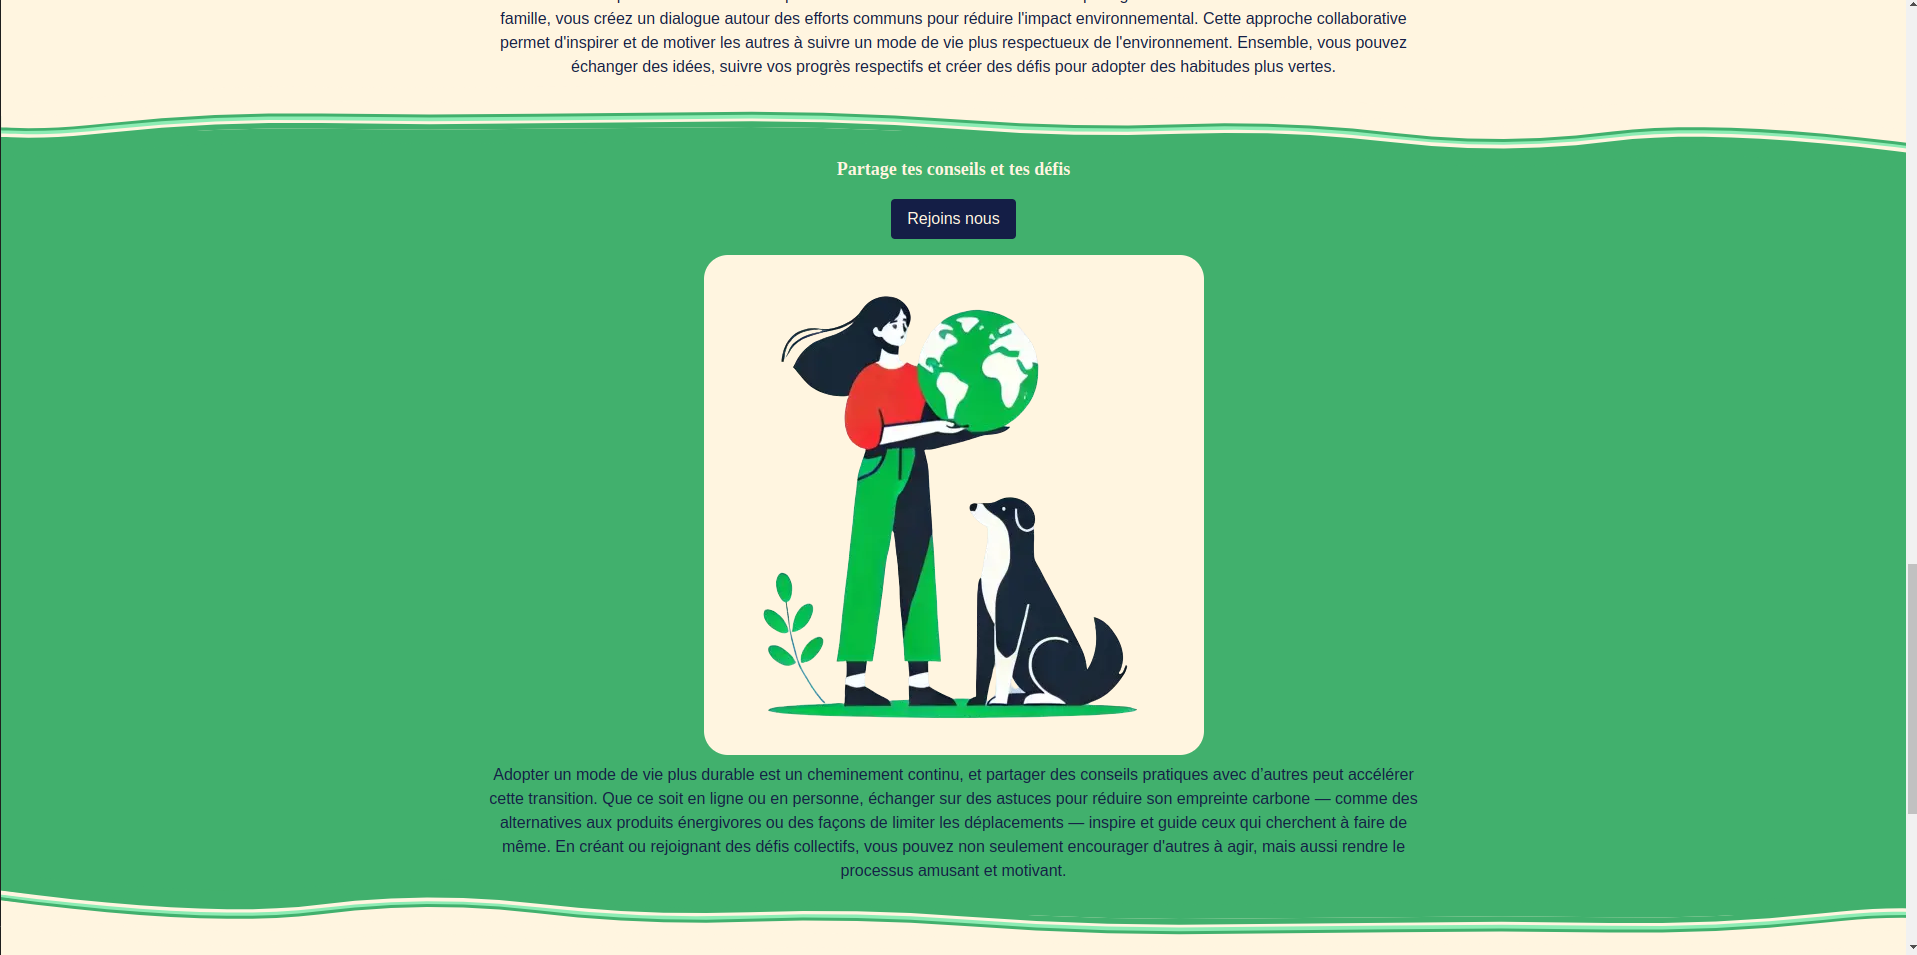 famille, vous créez un dialogue autour des efforts communs pour réduire l'impact environnemental. Cette approche collaborative
permet d'inspirer et de motiver les autres à suivre un mode de vie plus respectueux de l'environnement. Ensemble, vous pouvez
échanger des idées, suivre vos progrès respectifs et créer des défis pour adopter des habitudes plus vertes.
Partage tes conseils et tes défis
Rejoins nous
Adopter un mode de vie plus durable est un cheminement continu, et partager des conseils pratiques avec d’autres peut accélérer
cette transition. Que ce soit en ligne ou en personne, échanger sur des astuces pour réduire son empreinte carbone — comme des
alternatives aux produits énergivores ou des façons de limiter les déplacements — inspire et guide ceux qui cherchent à faire de
même. En créant ou rejoignant des défis collectifs, vous pouvez non seulement encourager d'autres à agir, mais aussi rendre le
processus amusant et motivant.